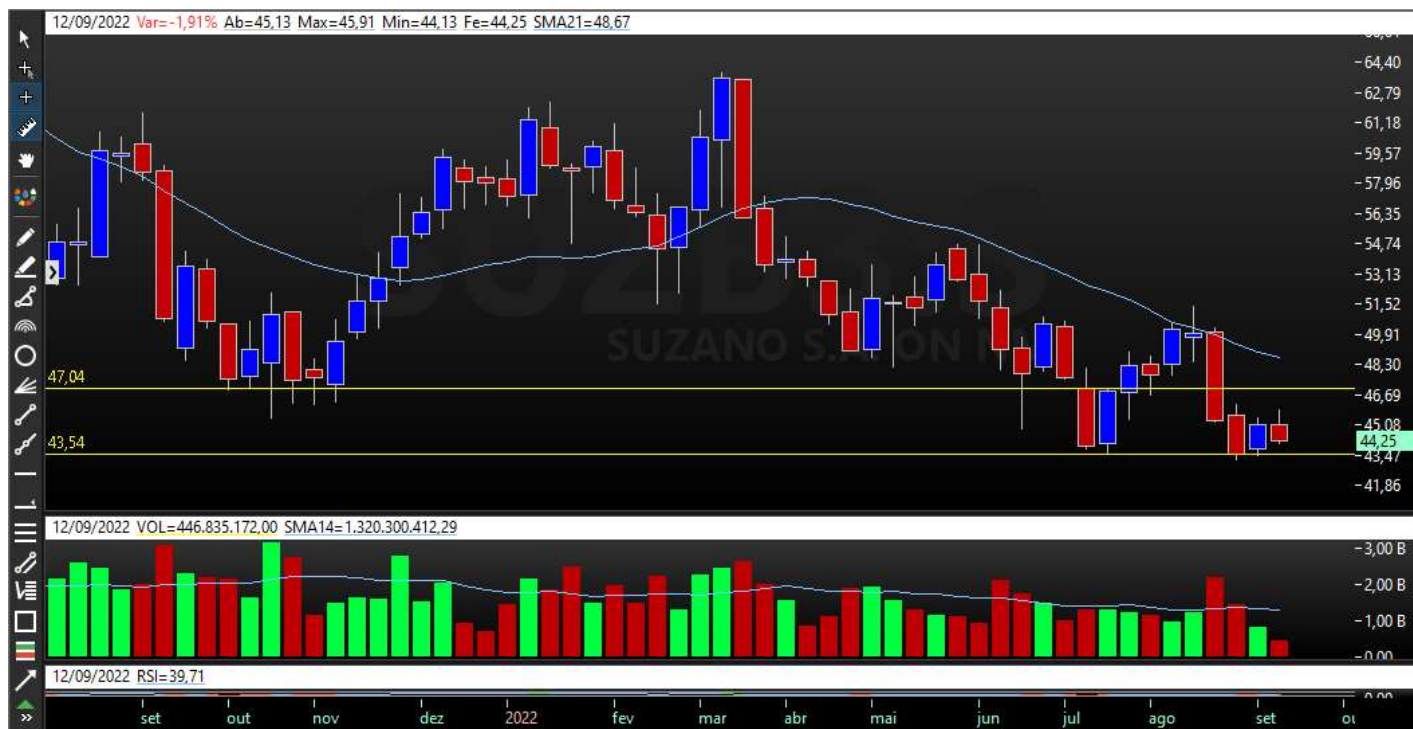 12/09/2022 Var=-1,91% Ab=45,13 Max=45,91 Min=44,13 Fe=44,25 SMA21=48,67
64,40
62,79
61,18
59,57
57,96
56,35
54,74
53,13
51,52
49,91
48,30
47,04
46,69
45,08
44,25
43,54
43,47
41,86
SUZANO S.A. ON NM
12/09/2022 VOL=446.835.172,00 SMA14=1.320.300.412,29
3,00 B
2,00 B
1,00 B
0,00
12/09/2022 RSI=39,71
0,00
set out nov dez 2022 fev mar abr mai jun jul ago set